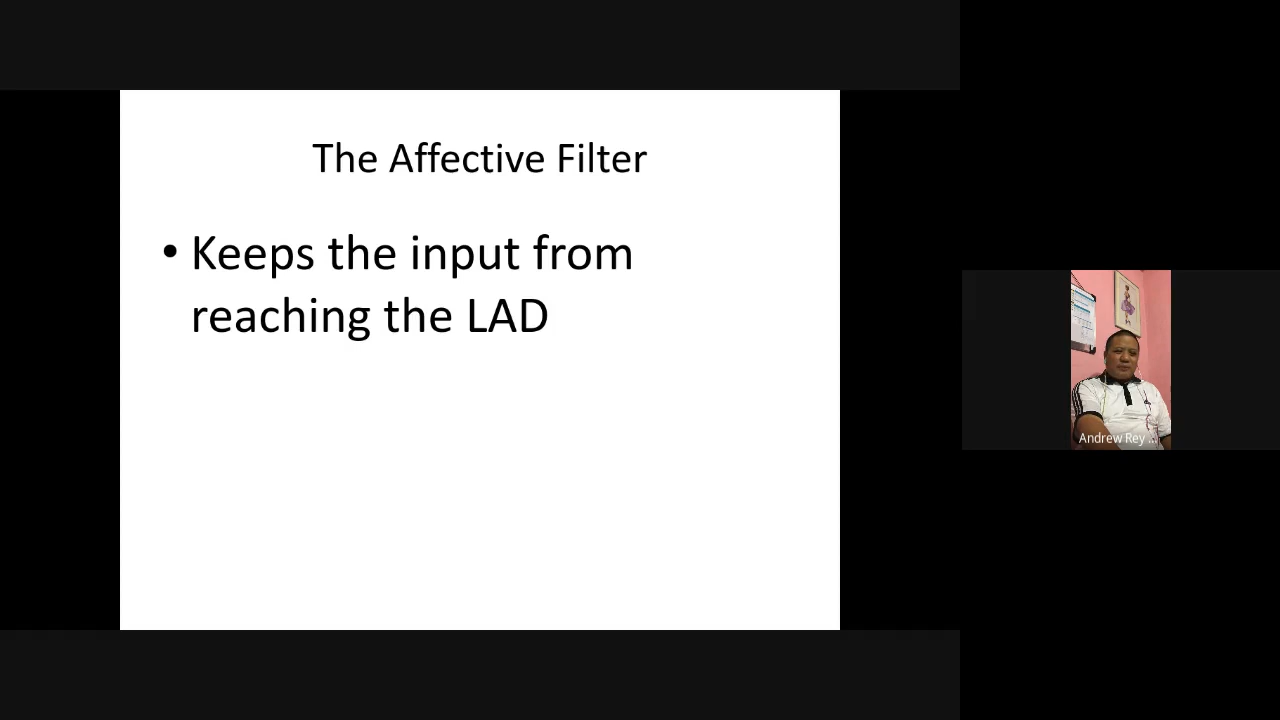 The Affective Filter
• Keeps the input from
reaching the LAD
Andrew Rey ...